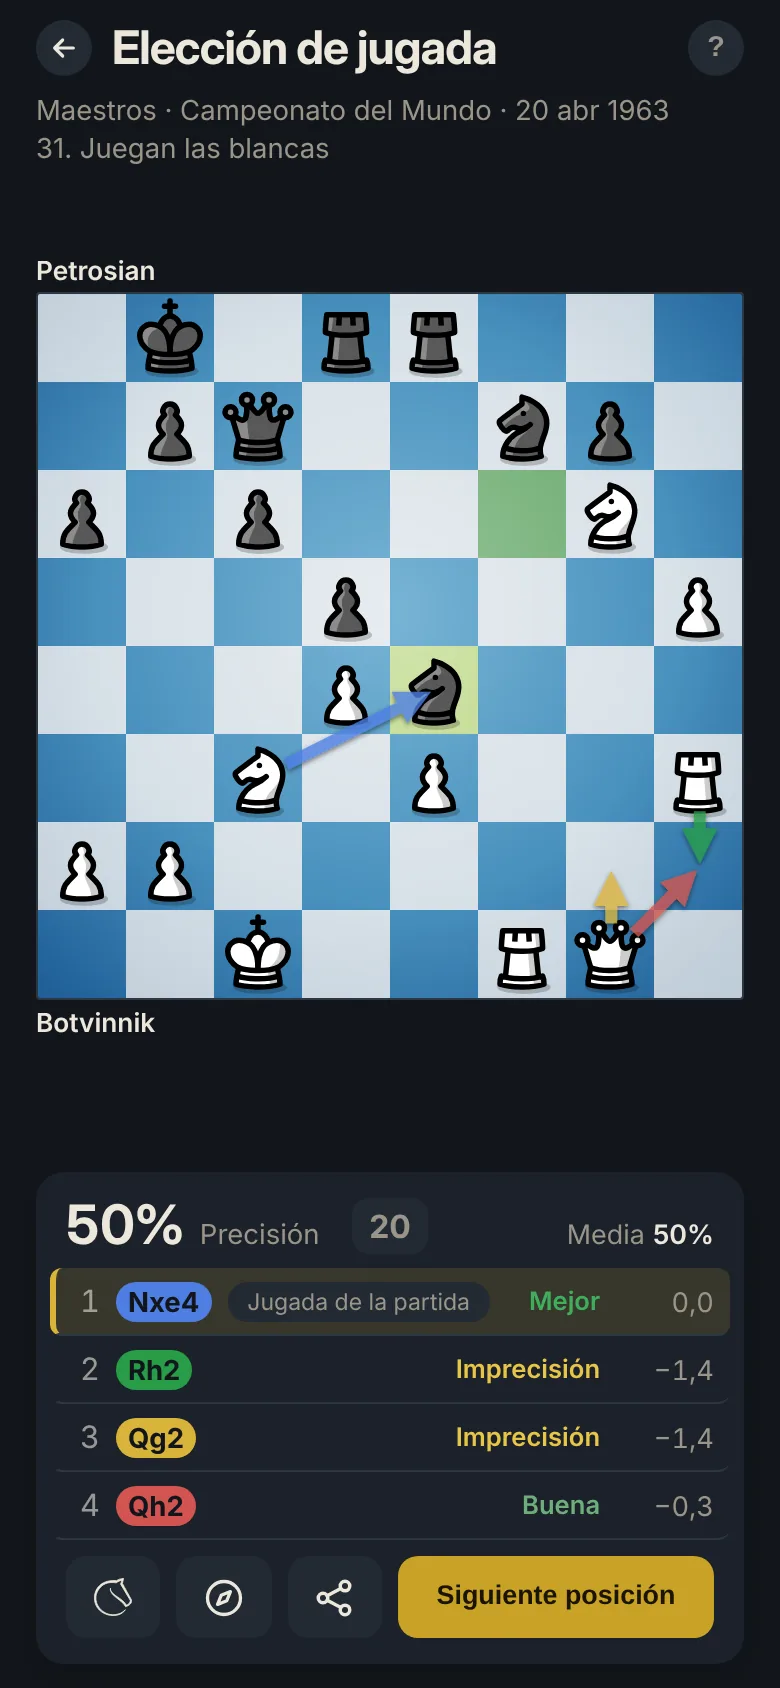 Elección de jugada
?
Maestros · Campeonato del Mundo · 20 abr 1963
31. Juegan las blancas
Petrosian
Botvinnik
50% Precisión 20 Media 50%
1 Nxe4 Jugada de la partida Mejor 0,0
2 Rh2 Imprecisión −1,4
3 Qg2 Imprecisión −1,4
4 Qh2 Buena −0,3
Siguiente posición